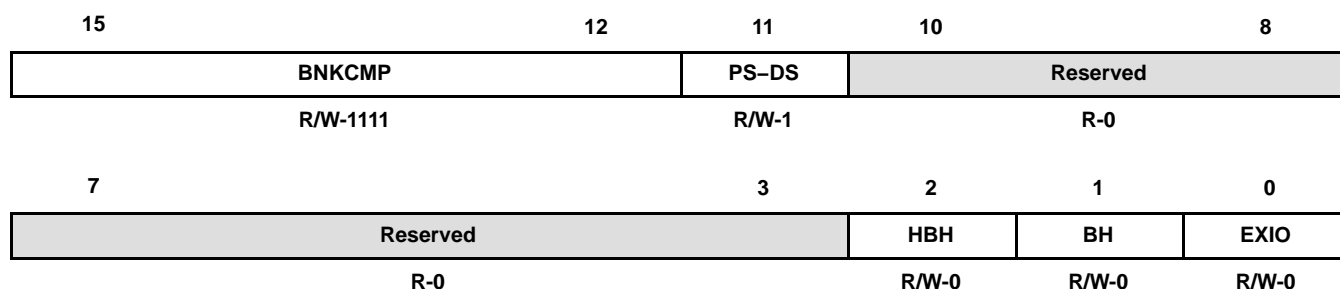 15 12 11 10 8
BNKCMP PS–DS Reserved
R/W-1111 R/W-1 R-0
7 3 2 1 0
Reserved HBH BH EXIO
R-0 R/W-0 R/W-0 R/W-0